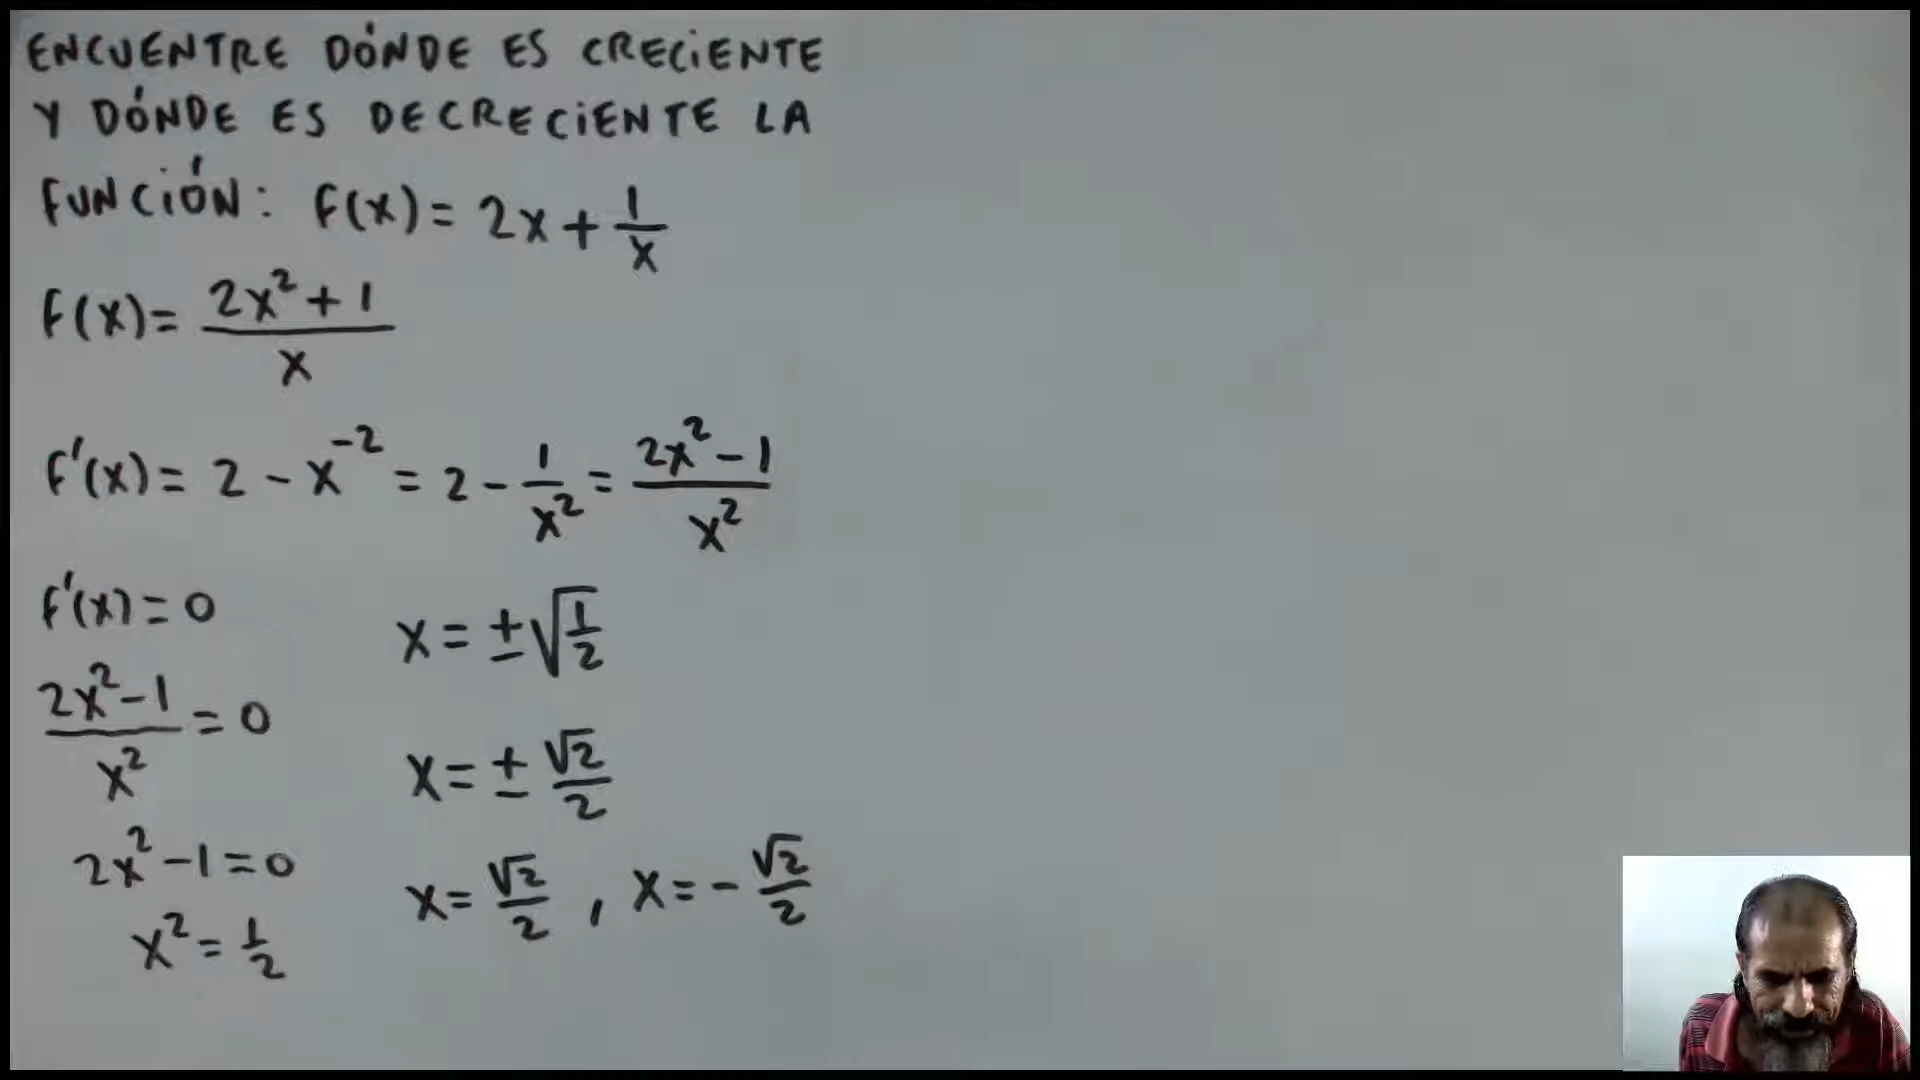 ENCUENTRE DÓNDE ES CRECIENTE
Y DÓNDE ES DECRECIENTE LA
FUNCIÓN: F(x) = 2x + 1/x
F(x) = (2x² + 1)/x
F'(x) = 2 - x⁻² = 2 - 1/x² = (2x² - 1)/x²
F'(x) = 0
(2x² - 1)/x² = 0
2x² - 1 = 0
x² = 1/2
x = ±√(1/2)
x = ± √2/2
x = √2/2 , x = - √2/2